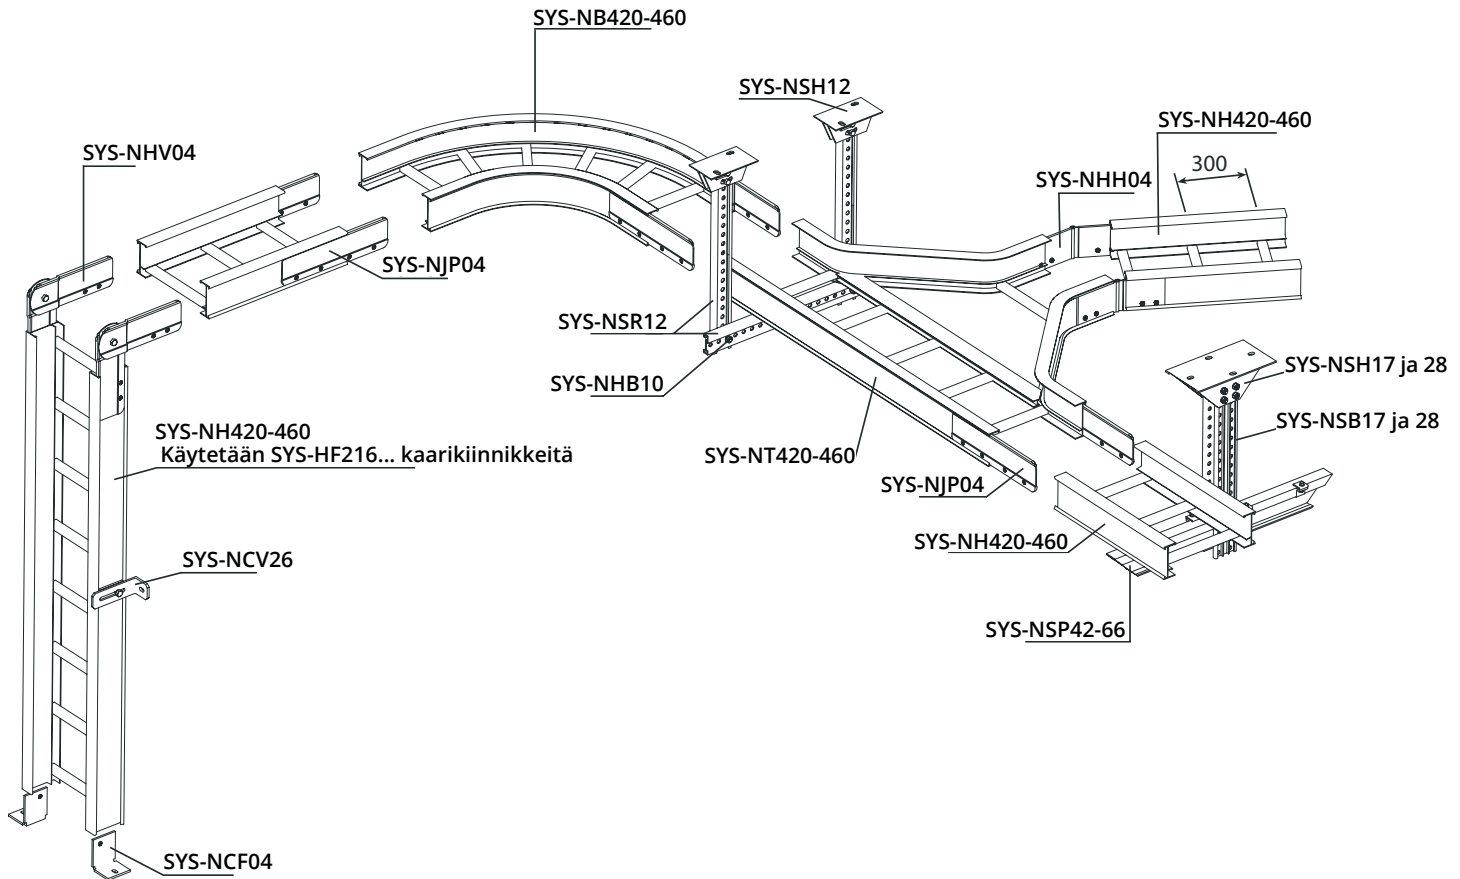 SYS-NB420-460
SYS-NSH12
SYS-NH420-460
SYS-NHV04
300
SYS-NHH04
SYS-NJP04
SYS-NSR12
SYS-NHB10
SYS-NSH17 ja 28
SYS-NSB17 ja 28
SYS-NH420-460
Käytetään SYS-HF216... kaarikiinnikkeitä
SYS-NT420-460
SYS-NJP04
SYS-NH420-460
SYS-NCV26
SYS-NSP42-66
SYS-NCF04